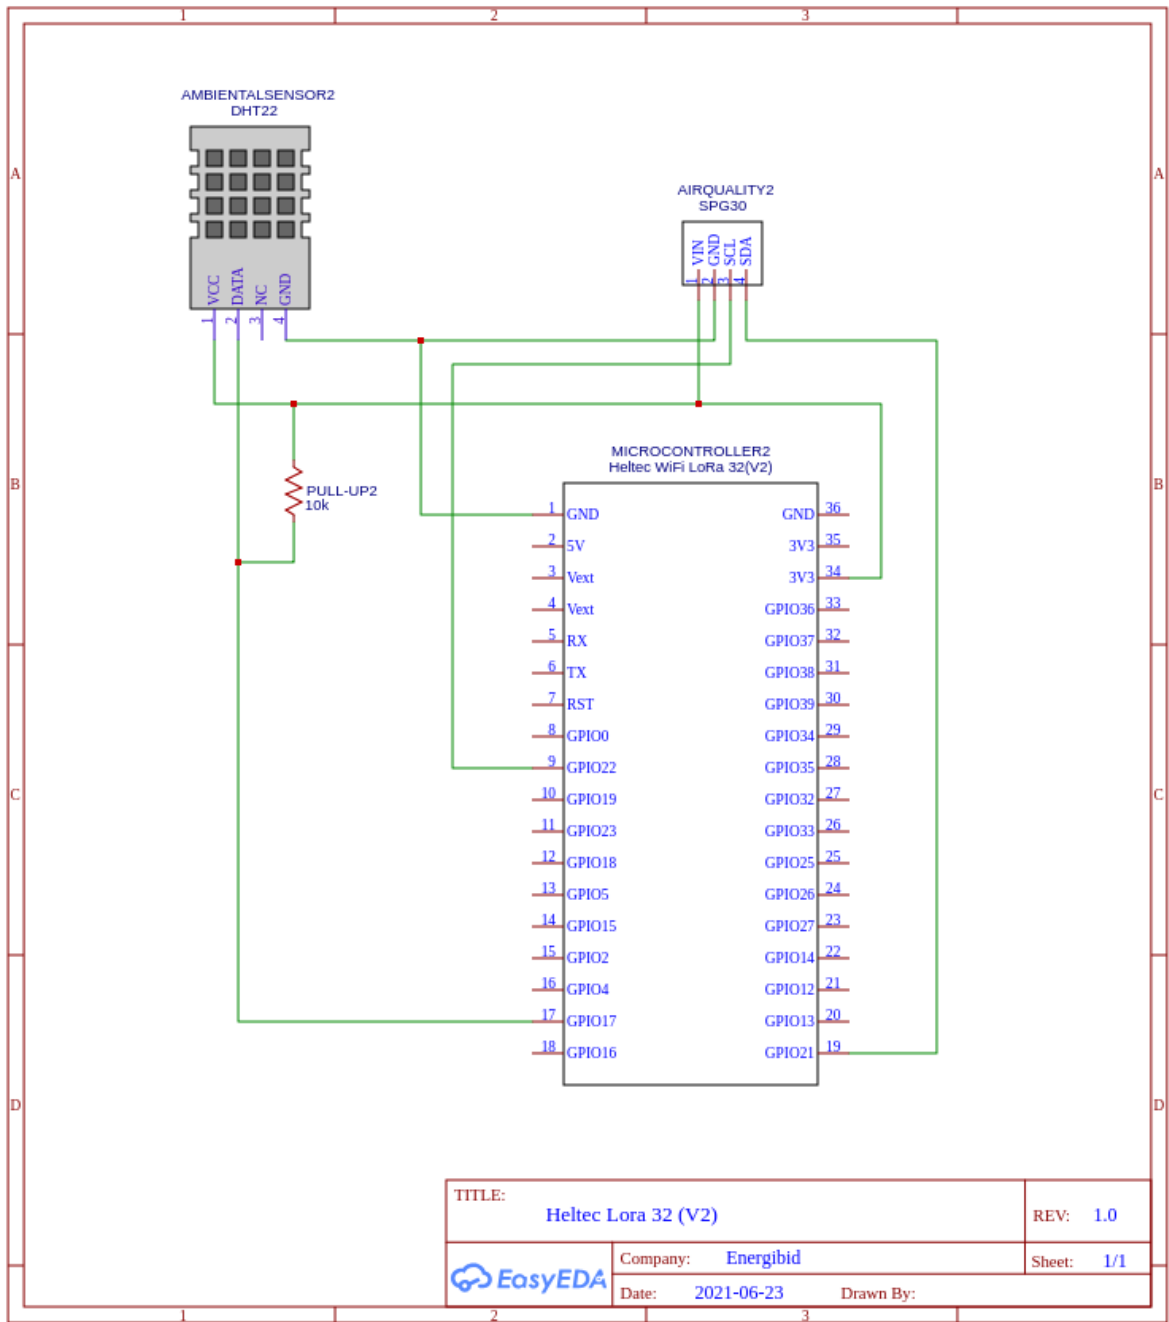 1 2 3
AMBIENTALSENSOR2
DHT22
A A
AIRQUALITY2
SPG30
VIN GND SCL SDA
1 2 3 4
VCC DATA NC GND
1 2 3 4
MICROCONTROLLER2
Heltec WiFi LoRa 32(V2)
B B
PULL-UP2
10k
1 GND GND 36
2 5V 3V3 35
3 Vext 3V3 34
4 Vext GPIO36 33
5 RX GPIO37 32
6 TX GPIO38 31
7 RST GPIO39 30
8 GPIO0 GPIO34 29
9 GPIO22 GPIO35 28
C C
10 GPIO19 GPIO32 27
11 GPIO23 GPIO33 26
12 GPIO18 GPIO25 25
13 GPIO5 GPIO26 24
14 GPIO15 GPIO27 23
15 GPIO2 GPIO14 22
16 GPIO4 GPIO12 21
17 GPIO17 GPIO13 20
18 GPIO16 GPIO21 19
D D
TITLE:
Heltec Lora 32 (V2)
REV: 1.0
EasyEDA
Company: Energibid
Sheet: 1/1
Date: 2021-06-23 Drawn By:
1 2 3